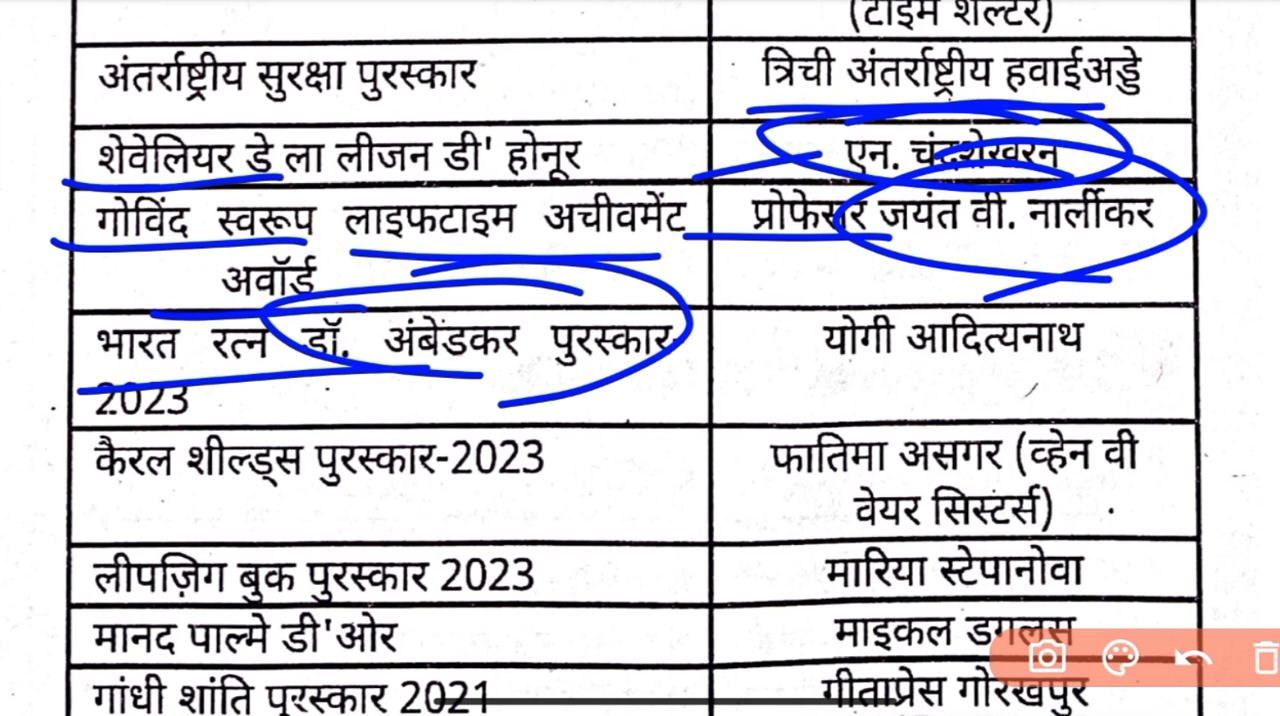 (टाइम शेल्टर)
अंतर्राष्ट्रीय सुरक्षा पुरस्कार
त्रिची अंतर्राष्ट्रीय हवाईअड्डे
शेवेलियर डे ला लीजन डी' होनूर
एन. चंद्रशेखरन
गोविंद स्वरूप लाइफटाइम अचीवमेंट
अवॉर्ड
प्रोफेसर जयंत वी. नार्लीकर
भारत रत्न डॉ. अंबेंडकर पुरस्कार-
2023
योगी आदित्यनाथ
कैरल शील्ड्स पुरस्कार-2023
फातिमा असगर (व्हेन वी
वेयर सिस्टर्स)
लीपज़िग बुक पुरस्कार 2023
मारिया स्टेपानोवा
मानद पाल्मे डी'ओर
माइकल डगलस
गांधी शांति पुरस्कार 2021
गीताप्रेस गोरखपुर